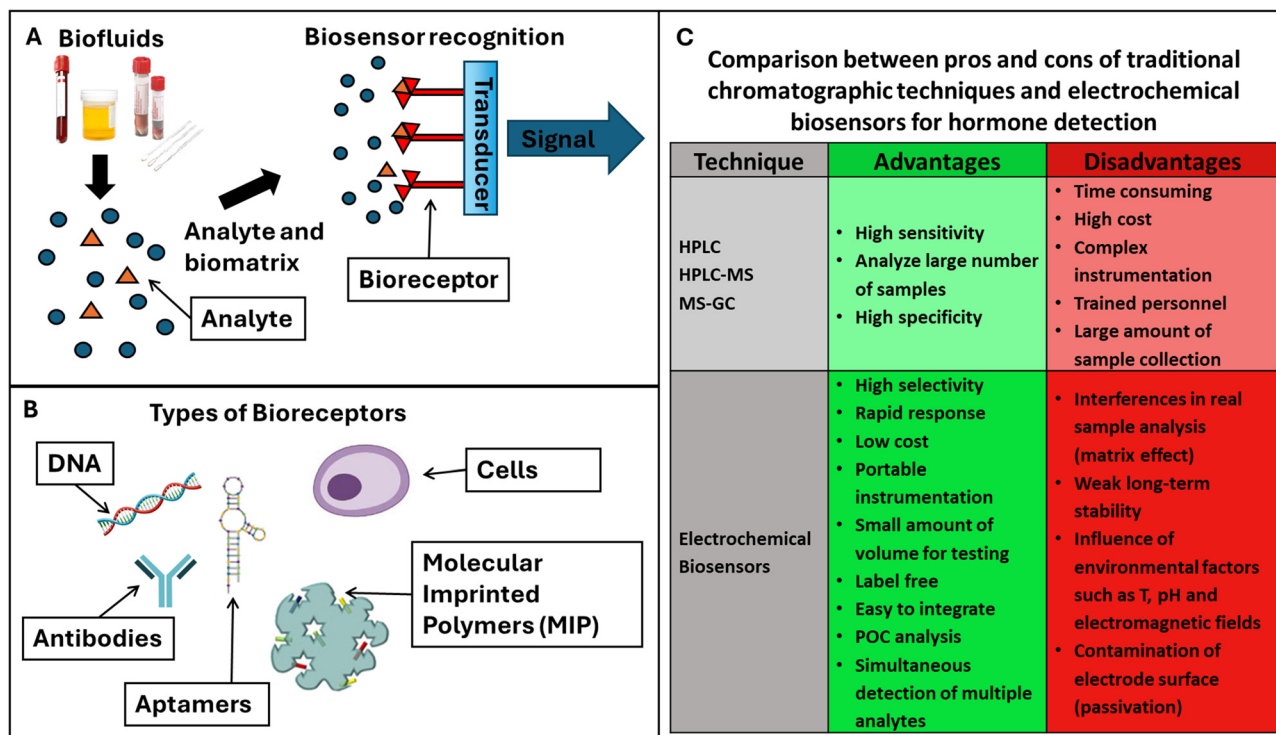 A
Biofluids
Biosensor recognition
Transducer
Signal
Analyte and
biomatrix
Bioreceptor
Analyte
B
Types of Bioreceptors
DNA
Cells
Antibodies
Aptamers
Molecular
Imprinted
Polymers (MIP)
C
Comparison between pros and cons of traditional
chromatographic techniques and electrochemical
biosensors for hormone detection
Technique
Advantages
Disadvantages
HPLC
HPLC-MS
MS-GC
• High sensitivity
• Analyze large number
of samples
• High specificity
• Time consuming
• High cost
• Complex
instrumentation
• Trained personnel
• Large amount of
sample collection
Electrochemical
Biosensors
• High selectivity
• Rapid response
• Low cost
• Portable
instrumentation
• Small amount of
volume for testing
• Label free
• Easy to integrate
• POC analysis
• Simultaneous
detection of multiple
analytes
• Interferences in real
sample analysis
(matrix effect)
• Weak long-term
stability
• Influence of
environmental factors
such as T, pH and
electromagnetic fields
• Contamination of
electrode surface
(passivation)